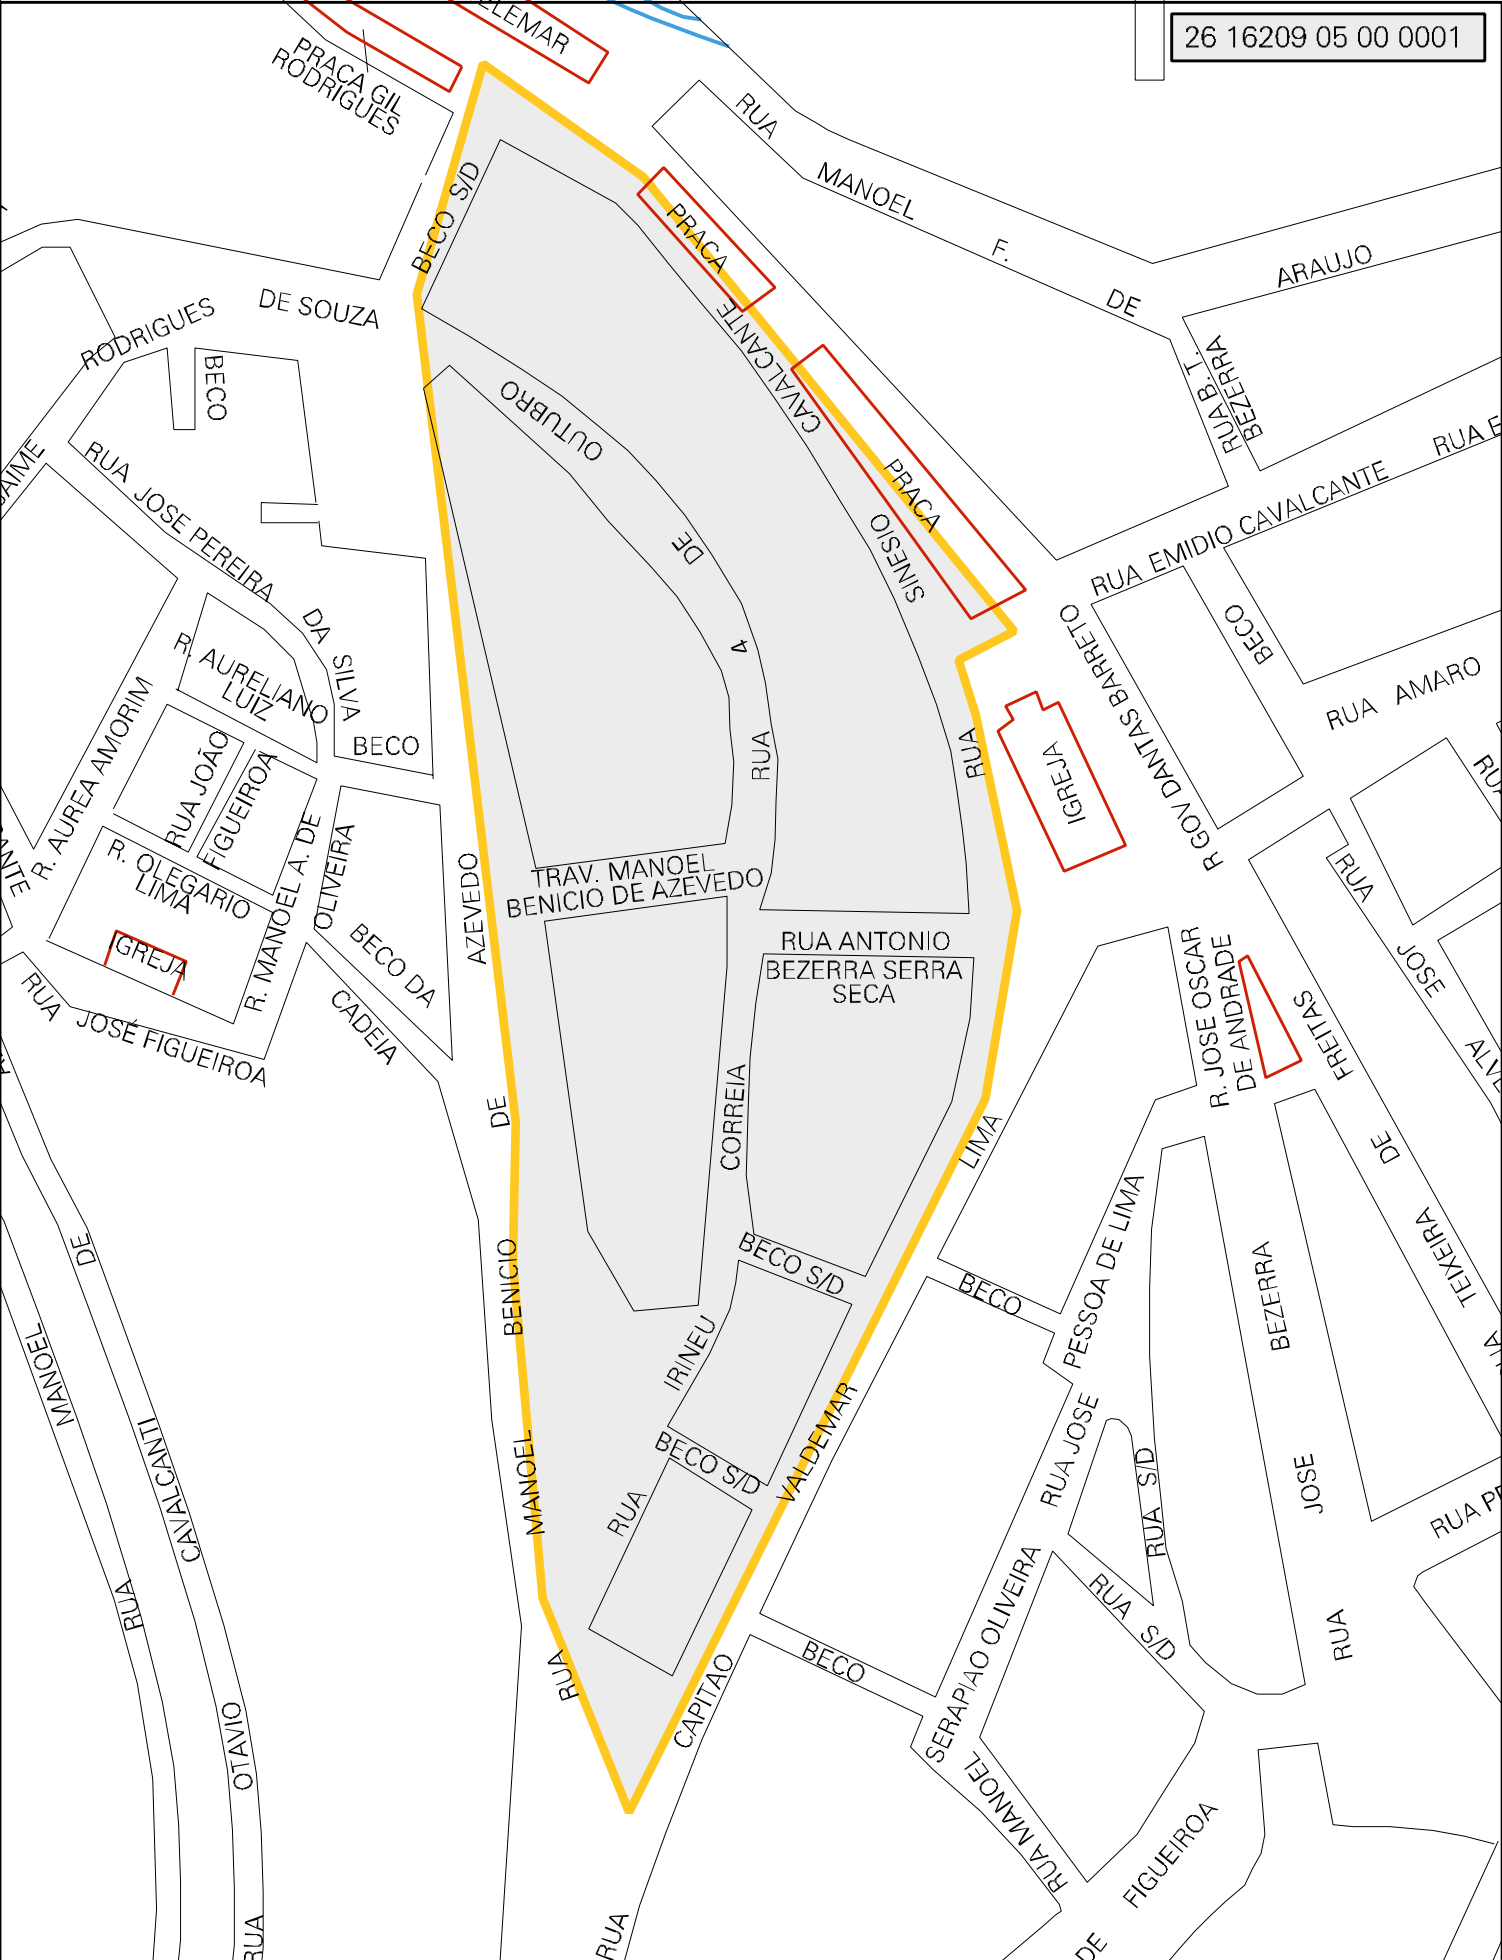 26 16209 05 00 0001
PRACA GIL
RODRIGUES
BECO S/D
RUA MANOEL F. DE ARAUJO
PRACA
PRACA
RODRIGUES DE SOUZA
BECO
JAIME
RUA JOSE PEREIRA DA SILVA
RUA 4 DE OUTUBRO
RUA SINESIO CAVALCANTE
RUA B. T.
BEZERRA
RUA E
RUA EMIDIO CAVALCANTE
R GOV DANTAS BARRETO
BECO
RUA AMARO
R. AURELIANO
LUIZ
R. AUREA AMORIM
RUA JOÃO
FIGUEIROA
BECO
R. OLEGARIO
LIMA
R. MANOEL A. DE
OLIVEIRA
IGREJA
IGREJA
RUA JOSÉ FIGUEIROA
BECO DA
CADEIA
TRAV. MANOEL
BENICIO DE AZEVEDO
RUA ANTONIO
BEZERRA SERRA
SECA
RUA MANOEL BENICIO DE AZEVEDO
RUA IRINEU CORREIA
BECO S/D
BECO S/D
RUA CAPITAO VALDEMAR LIMA
R. JOSE OSCAR
DE ANDRADE
RUA JOSE
ALVE
TEIXEIRA DE FREITAS
BECO
BECO
RUA JOSE PESSOA DE LIMA
RUA S/D
RUA S/D
RUA JOSE BEZERRA
RUA MANOEL
SERAPIAO OLIVEIRA
DE FIGUEIROA
RUA MANOEL
DE
RUA OTAVIO CAVALCANTI
RUA